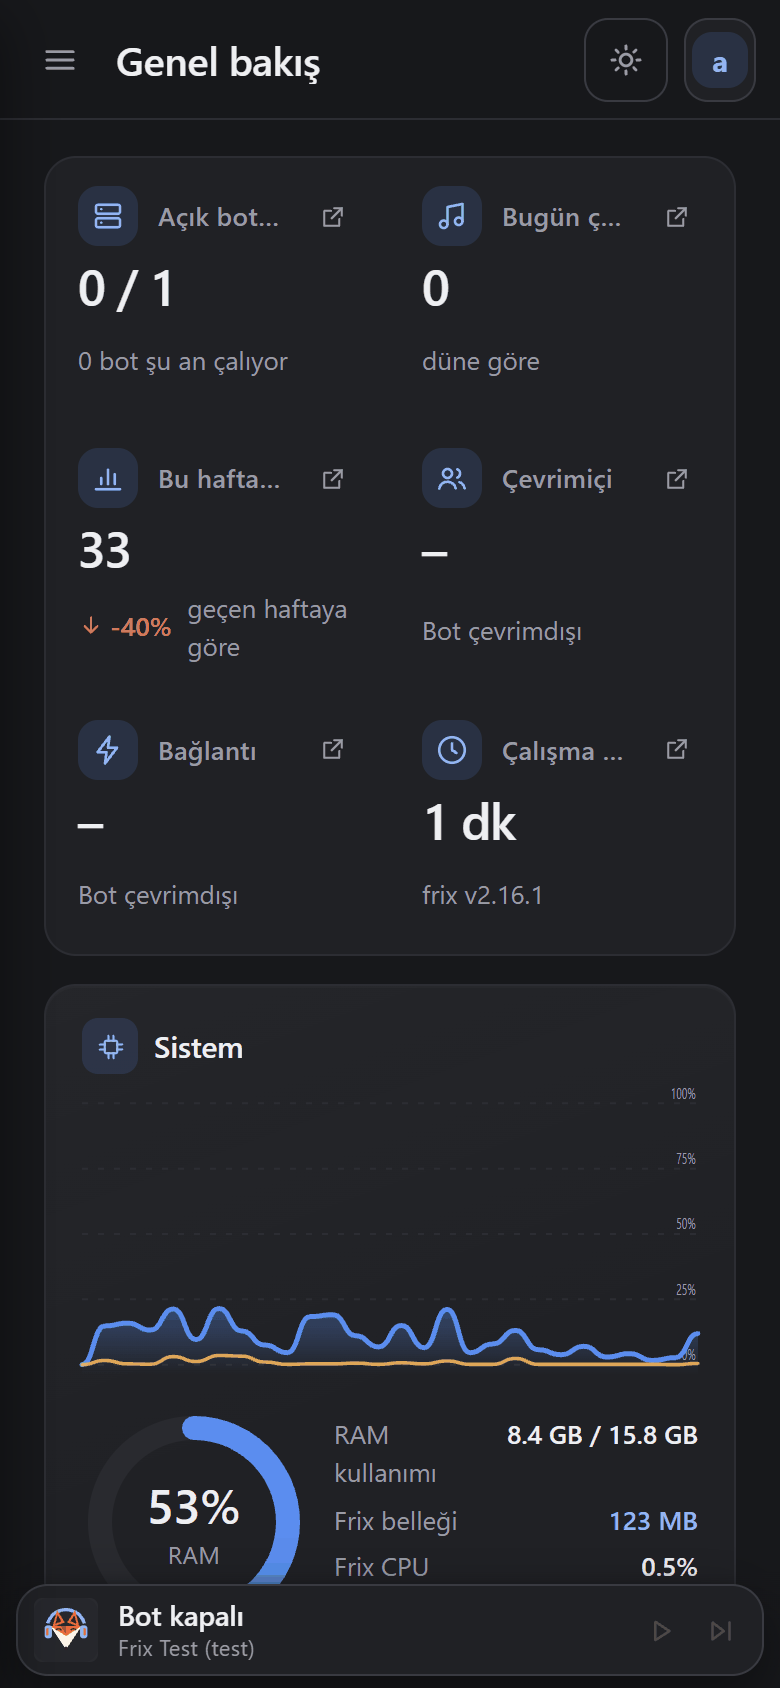 Genel bakış
a
Açık bot...
0 / 1
0 bot şu an çalıyor
Bugün ç...
0
düne göre
Bu hafta...
33
-40% geçen haftaya
göre
Çevrimiçi
–
Bot çevrimdışı
Bağlantı
–
Bot çevrimdışı
Çalışma ...
1 dk
frix v2.16.1
Sistem
100%
75%
50%
25%
0%
53%
RAM
RAM
kullanımı
8.4 GB / 15.8 GB
Frix belleği
123 MB
Frix CPU
0.5%
Bot kapalı
Frix Test (test)